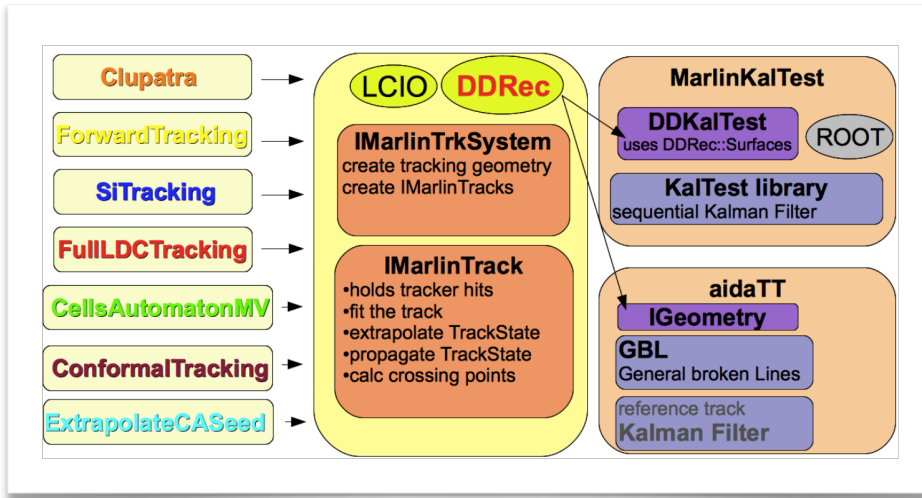 Clupatra
ForwardTracking
SiTracking
FullLDCTracking
CellsAutomatonMV
ConformalTracking
ExtrapolateCASeed
LCIO
DDRec
IMarlinTrkSystem
create tracking geometry
create IMarlinTracks
IMarlinTrack
•holds tracker hits
•fit the track
•extrapolate TrackState
•propagate TrackState
•calc crossing points
MarlinKalTest
DDKalTest
uses DDRec::Surfaces
ROOT
KalTest library
sequential Kalman Filter
aidaTT
IGeometry
GBL
General broken Lines
reference track
Kalman Filter